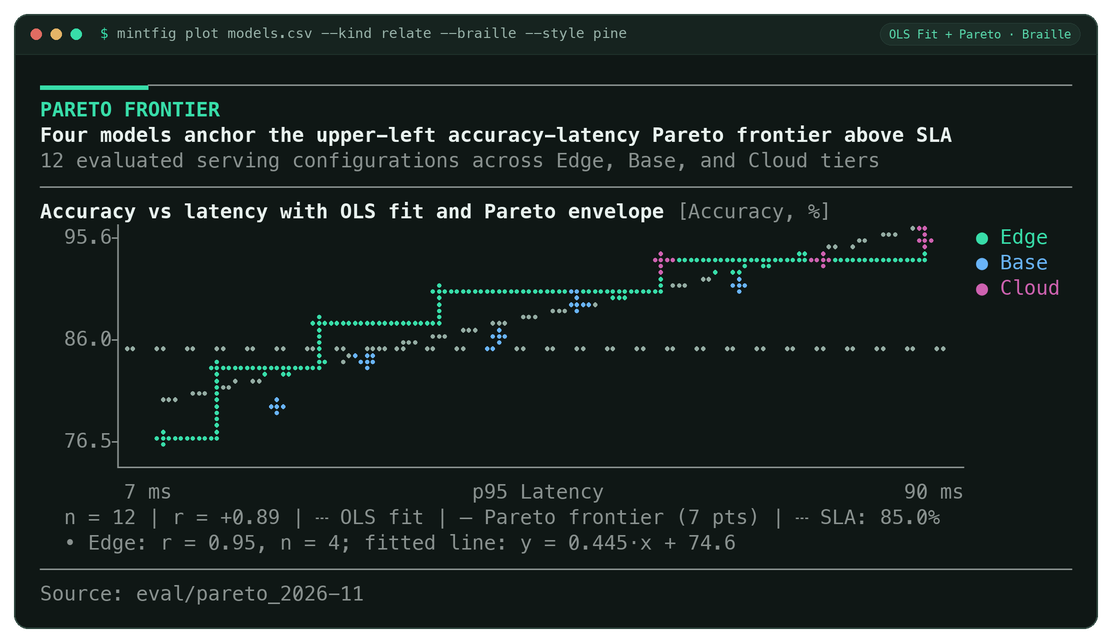 $ mintfig plot models.csv --kind relate --braille --style pine
OLS Fit + Pareto · Braille
PARETO FRONTIER
Four models anchor the upper-left accuracy-latency Pareto frontier above SLA
12 evaluated serving configurations across Edge, Base, and Cloud tiers
Accuracy vs latency with OLS fit and Pareto envelope [Accuracy, %]
95.6
86.0
76.5
● Edge
● Base
● Cloud
7 ms p95 Latency 90 ms
n = 12 | r = +0.89 | ┄ OLS fit | — Pareto frontier (7 pts) | ┄ SLA: 85.0%
• Edge: r = 0.95, n = 4; fitted line: y = 0.445·x + 74.6
Source: eval/pareto_2026-11